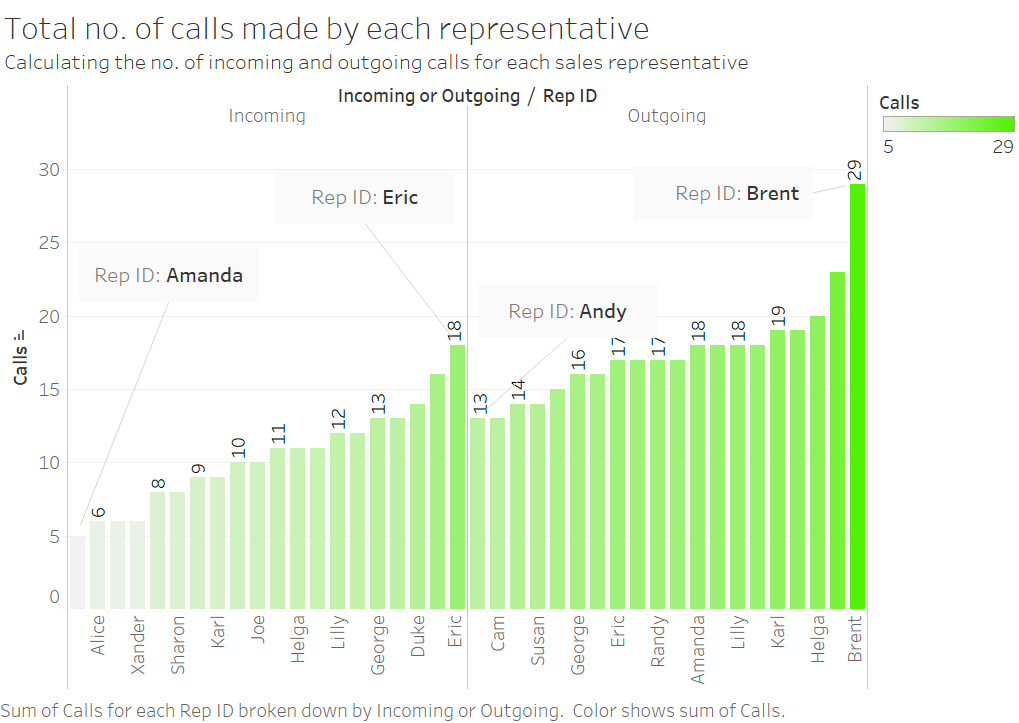 Total no. of calls made by each representative
Calculating the no. of incoming and outgoing calls for each sales representative
Incoming or Outgoing / Rep ID
Incoming
Outgoing
Calls
5
29
30
25
20
15
10
5
0
Calls
Rep ID: Amanda
Rep ID: Eric
Rep ID: Andy
Rep ID: Brent
6
8
9
10
11
12
13
18
13
14
16
17
17
18
18
19
29
Alice
Xander
Sharon
Karl
Joe
Helga
Lilly
George
Duke
Eric
Cam
Susan
George
Eric
Randy
Amanda
Lilly
Karl
Helga
Brent
Sum of Calls for each Rep ID broken down by Incoming or Outgoing. Color shows sum of Calls.